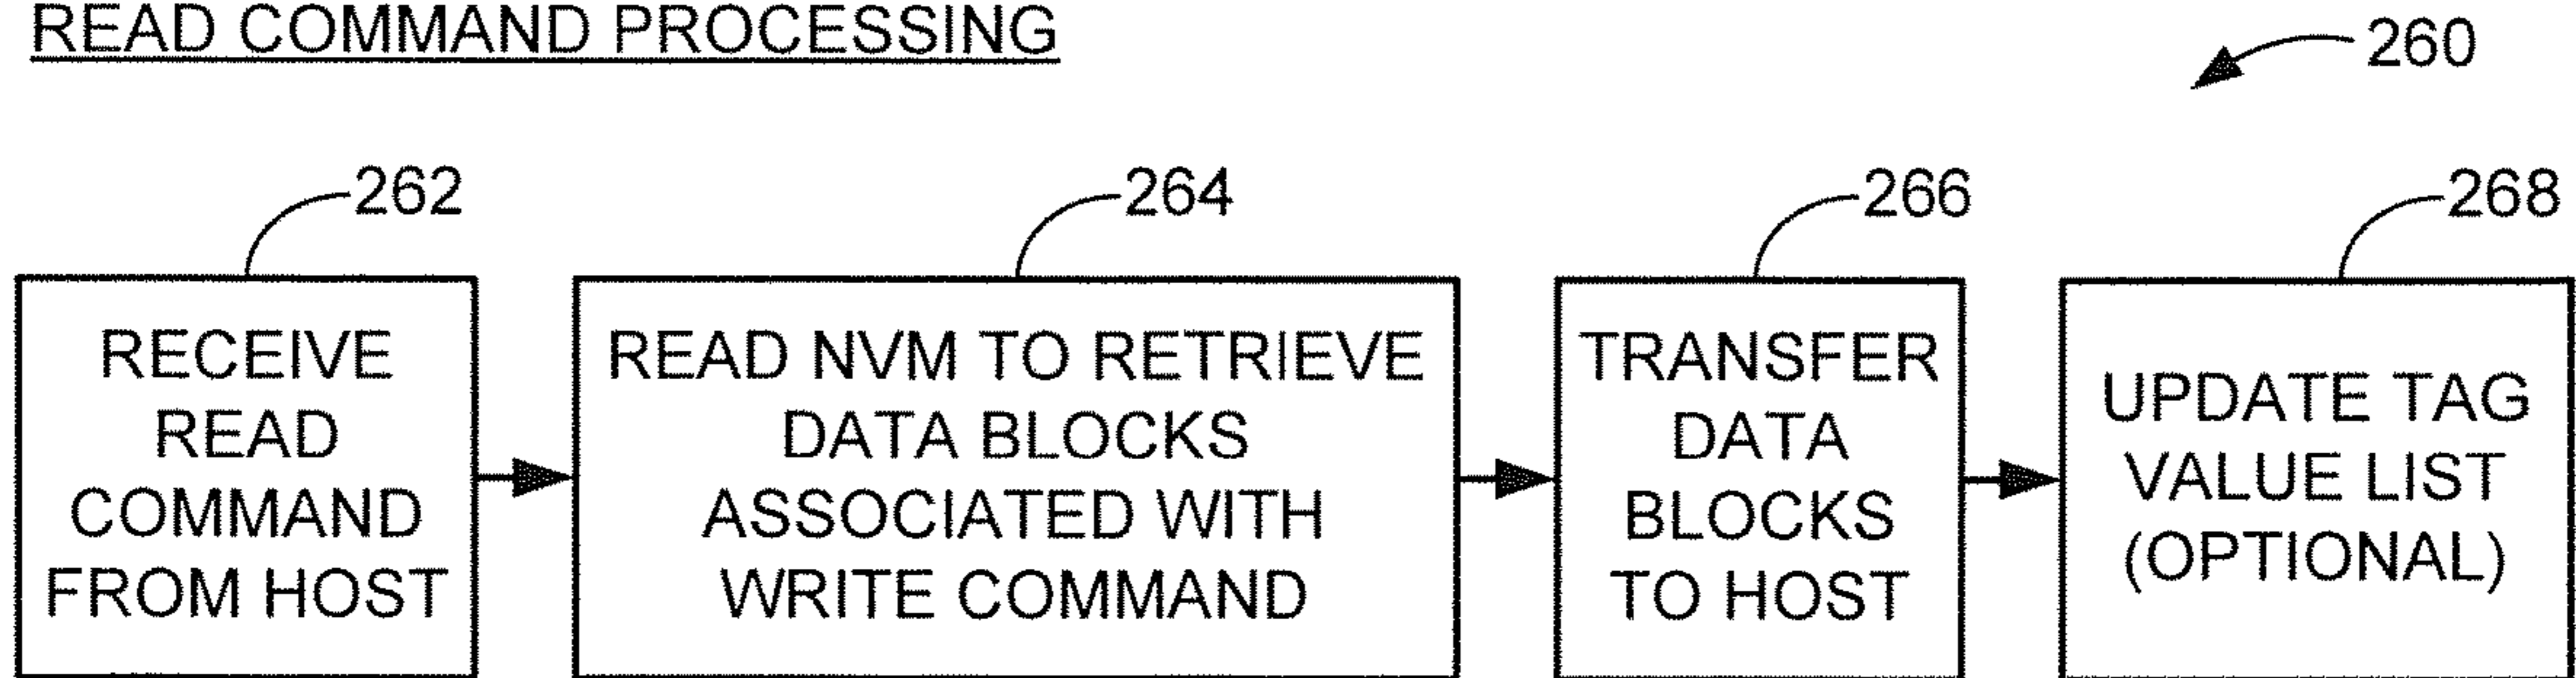 READ COMMAND PROCESSING
260
262
264
266
268
RECEIVE
READ
COMMAND
FROM HOST
READ NVM TO RETRIEVE
DATA BLOCKS
ASSOCIATED WITH
WRITE COMMAND
TRANSFER
DATA
BLOCKS
TO HOST
UPDATE TAG
VALUE LIST
(OPTIONAL)